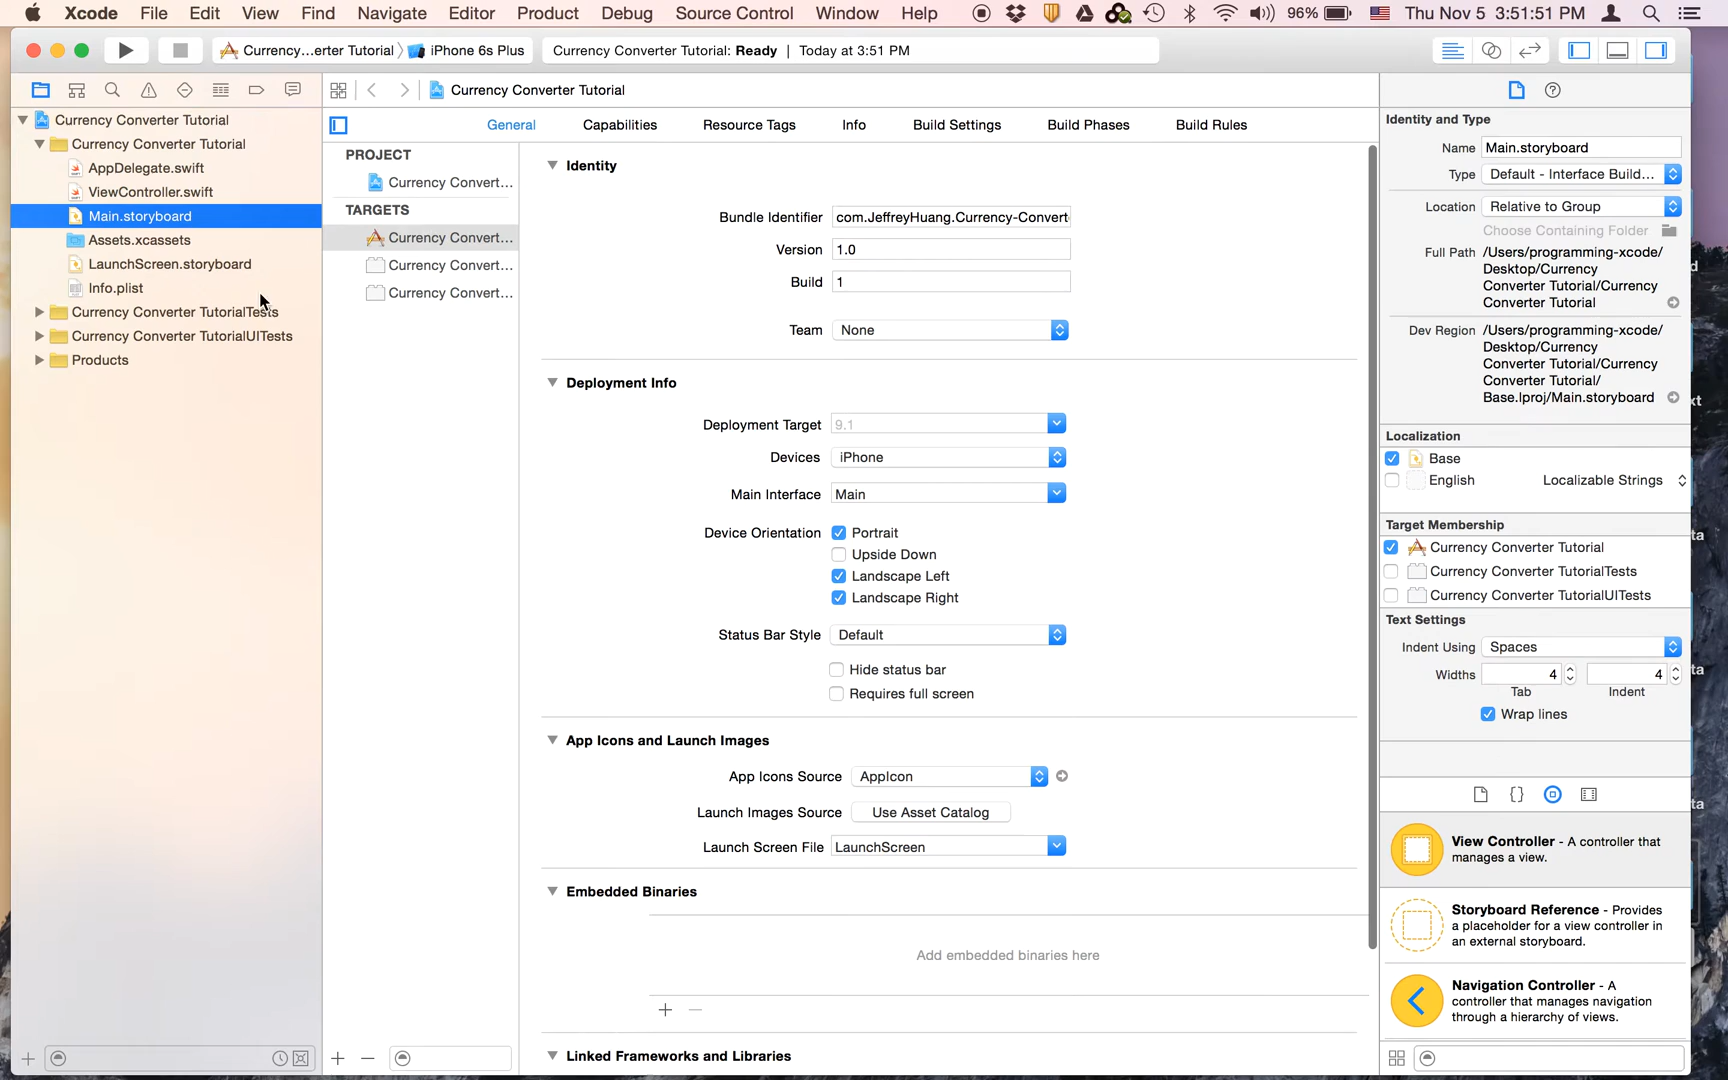 Xcode File Edit View Find Navigate Editor Product Debug Source Control Window Help 96% Thu Nov 5 3:51:51 PM
Currency...erter Tutorial iPhone 6s Plus Currency Converter Tutorial: Ready | Today at 3:51 PM
Currency Converter Tutorial
Currency Converter Tutorial
AppDelegate.swift
ViewController.swift
Main.storyboard
Assets.xcassets
LaunchScreen.storyboard
Info.plist
Currency Converter TutorialTests
Currency Converter TutorialUITests
Products
Currency Converter Tutorial
General Capabilities Resource Tags Info Build Settings Build Phases Build Rules
PROJECT
Currency Convert...
TARGETS
Currency Convert...
Currency Convert...
Currency Convert...
Identity
Bundle Identifier com.JeffreyHuang.Currency-Convert
Version 1.0
Build 1
Team None
Deployment Info
Deployment Target 9.1
Devices iPhone
Main Interface Main
Device Orientation Portrait
Upside Down
Landscape Left
Landscape Right
Status Bar Style Default
Hide status bar
Requires full screen
App Icons and Launch Images
App Icons Source AppIcon
Launch Images Source Use Asset Catalog
Launch Screen File LaunchScreen
Embedded Binaries
Add embedded binaries here
Linked Frameworks and Libraries
Identity and Type
Name Main.storyboard
Type Default - Interface Build...
Location Relative to Group
Choose Containing Folder
Full Path /Users/programming-xcode/
Desktop/Currency
Converter Tutorial/Currency
Converter Tutorial
Dev Region /Users/programming-xcode/
Desktop/Currency
Converter Tutorial/Currency
Converter Tutorial/
Base.lproj/Main.storyboard
Localization
Base
English Localizable Strings
Target Membership
Currency Converter Tutorial
Currency Converter TutorialTests
Currency Converter TutorialUITests
Text Settings
Indent Using Spaces
Widths 4 4
Tab Indent
Wrap lines
View Controller - A controller that
manages a view.
Storyboard Reference - Provides
a placeholder for a view controller in
an external storyboard.
Navigation Controller - A
controller that manages navigation
through a hierarchy of views.